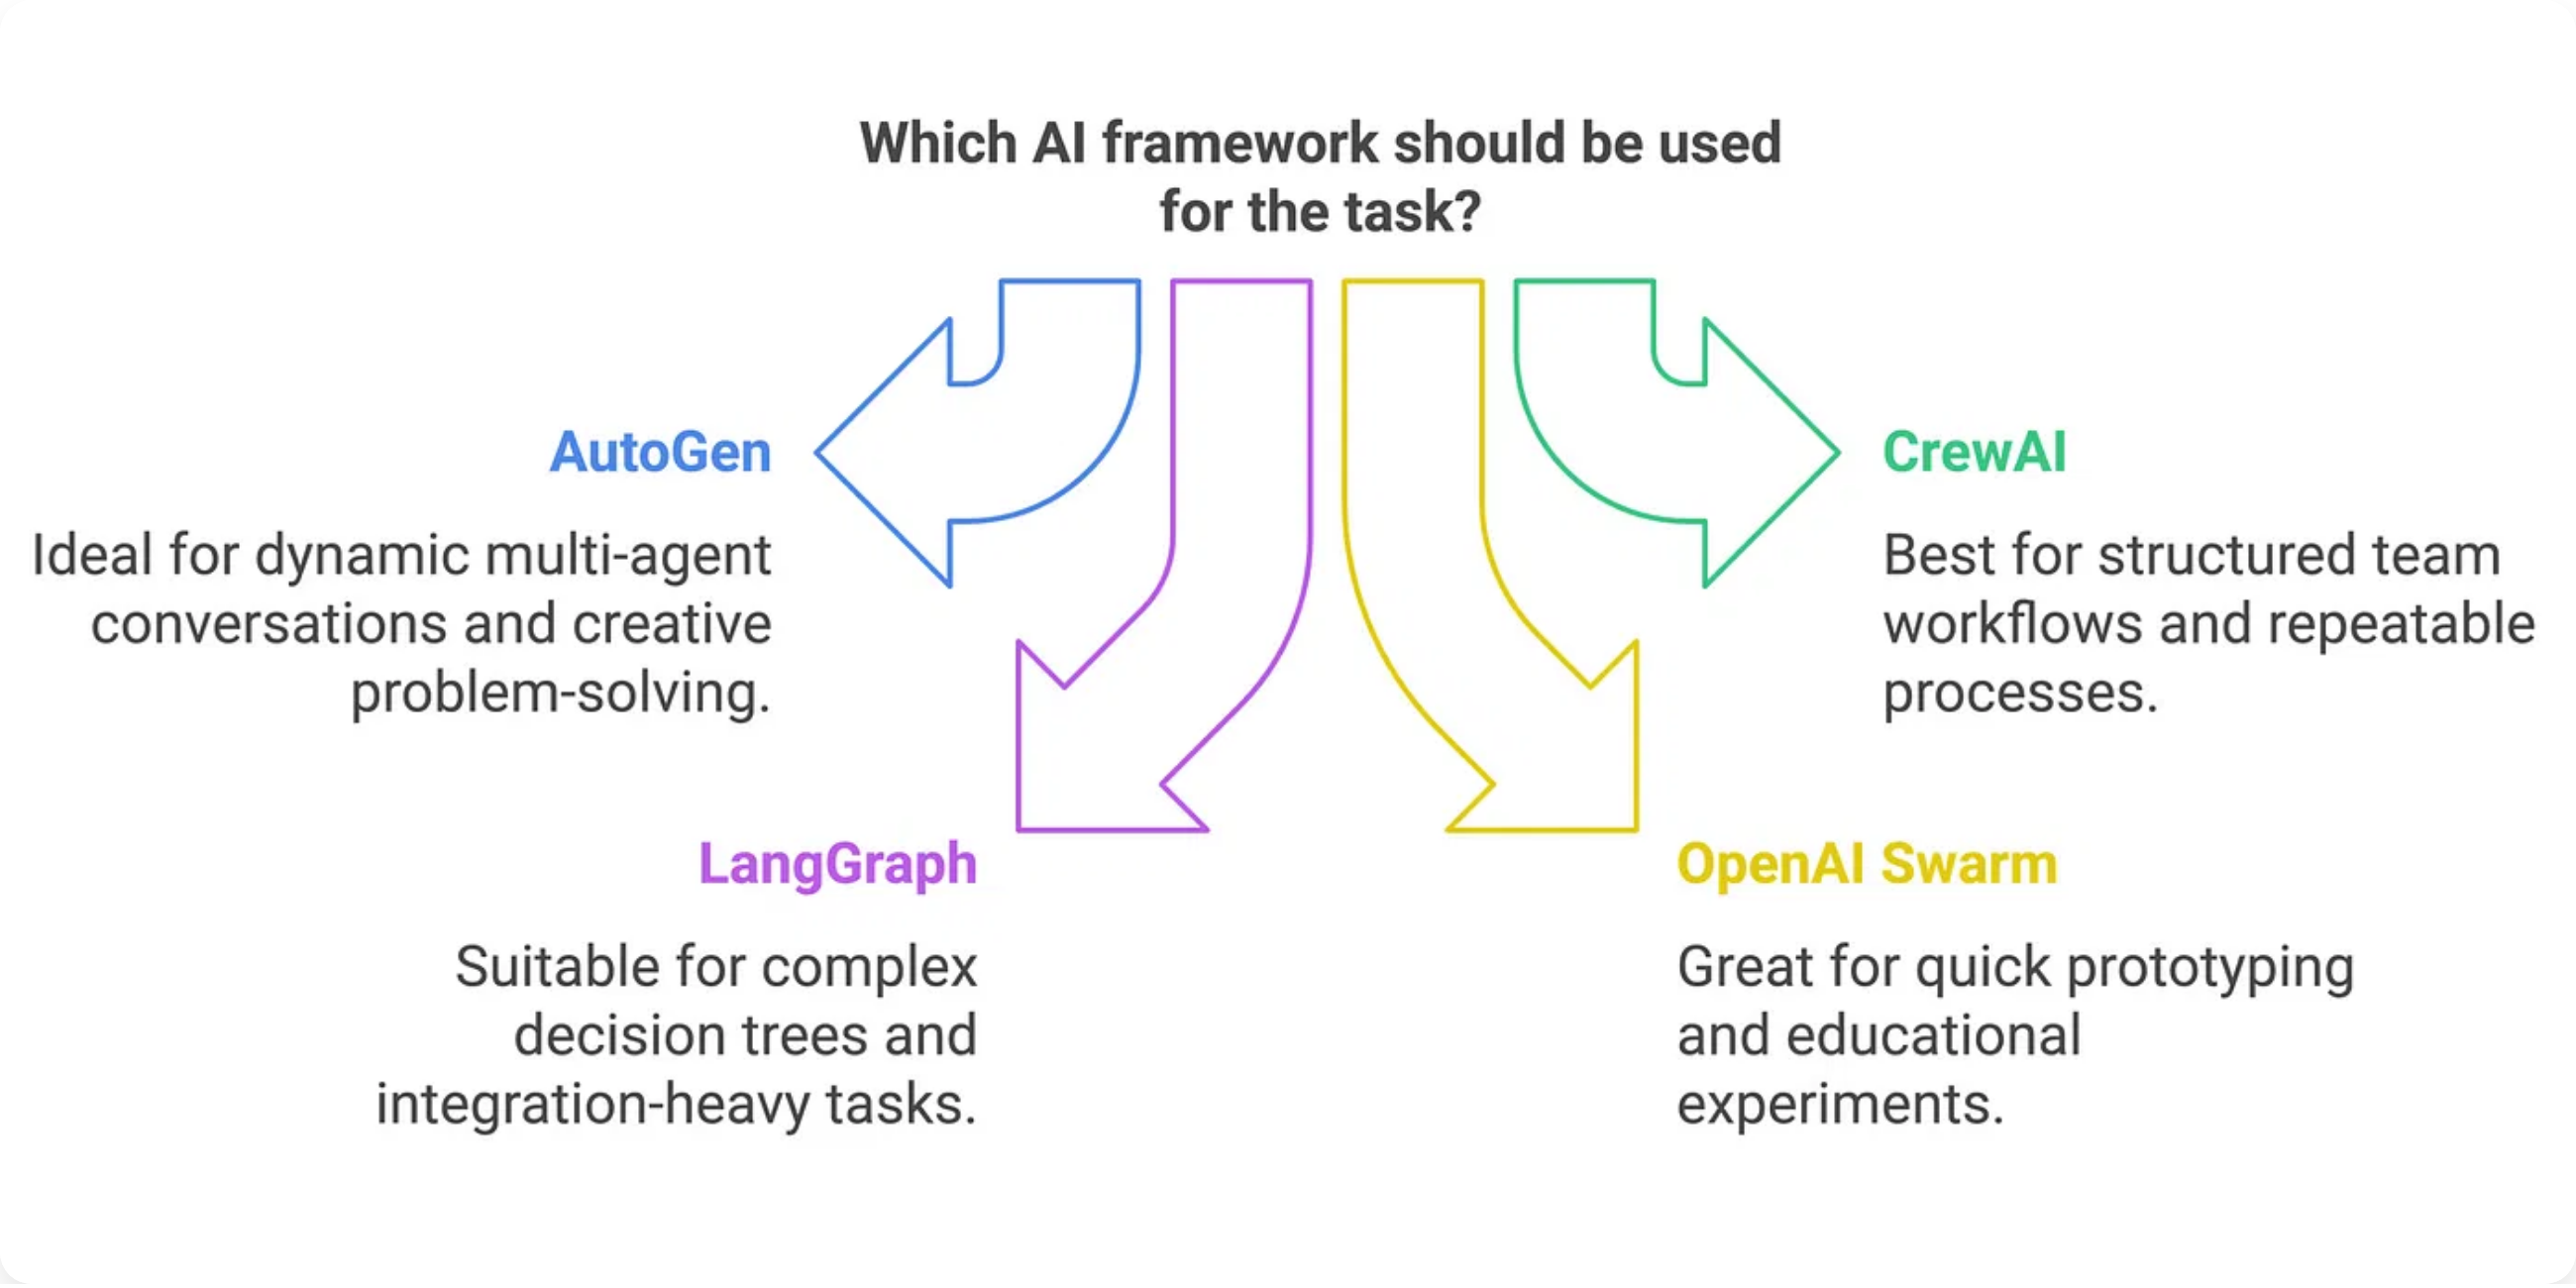 Which AI framework should be used
for the task?
AutoGen
Ideal for dynamic multi-agent
conversations and creative
problem-solving.
CrewAI
Best for structured team
workflows and repeatable
processes.
LangGraph
Suitable for complex
decision trees and
integration-heavy tasks.
OpenAI Swarm
Great for quick prototyping
and educational
experiments.